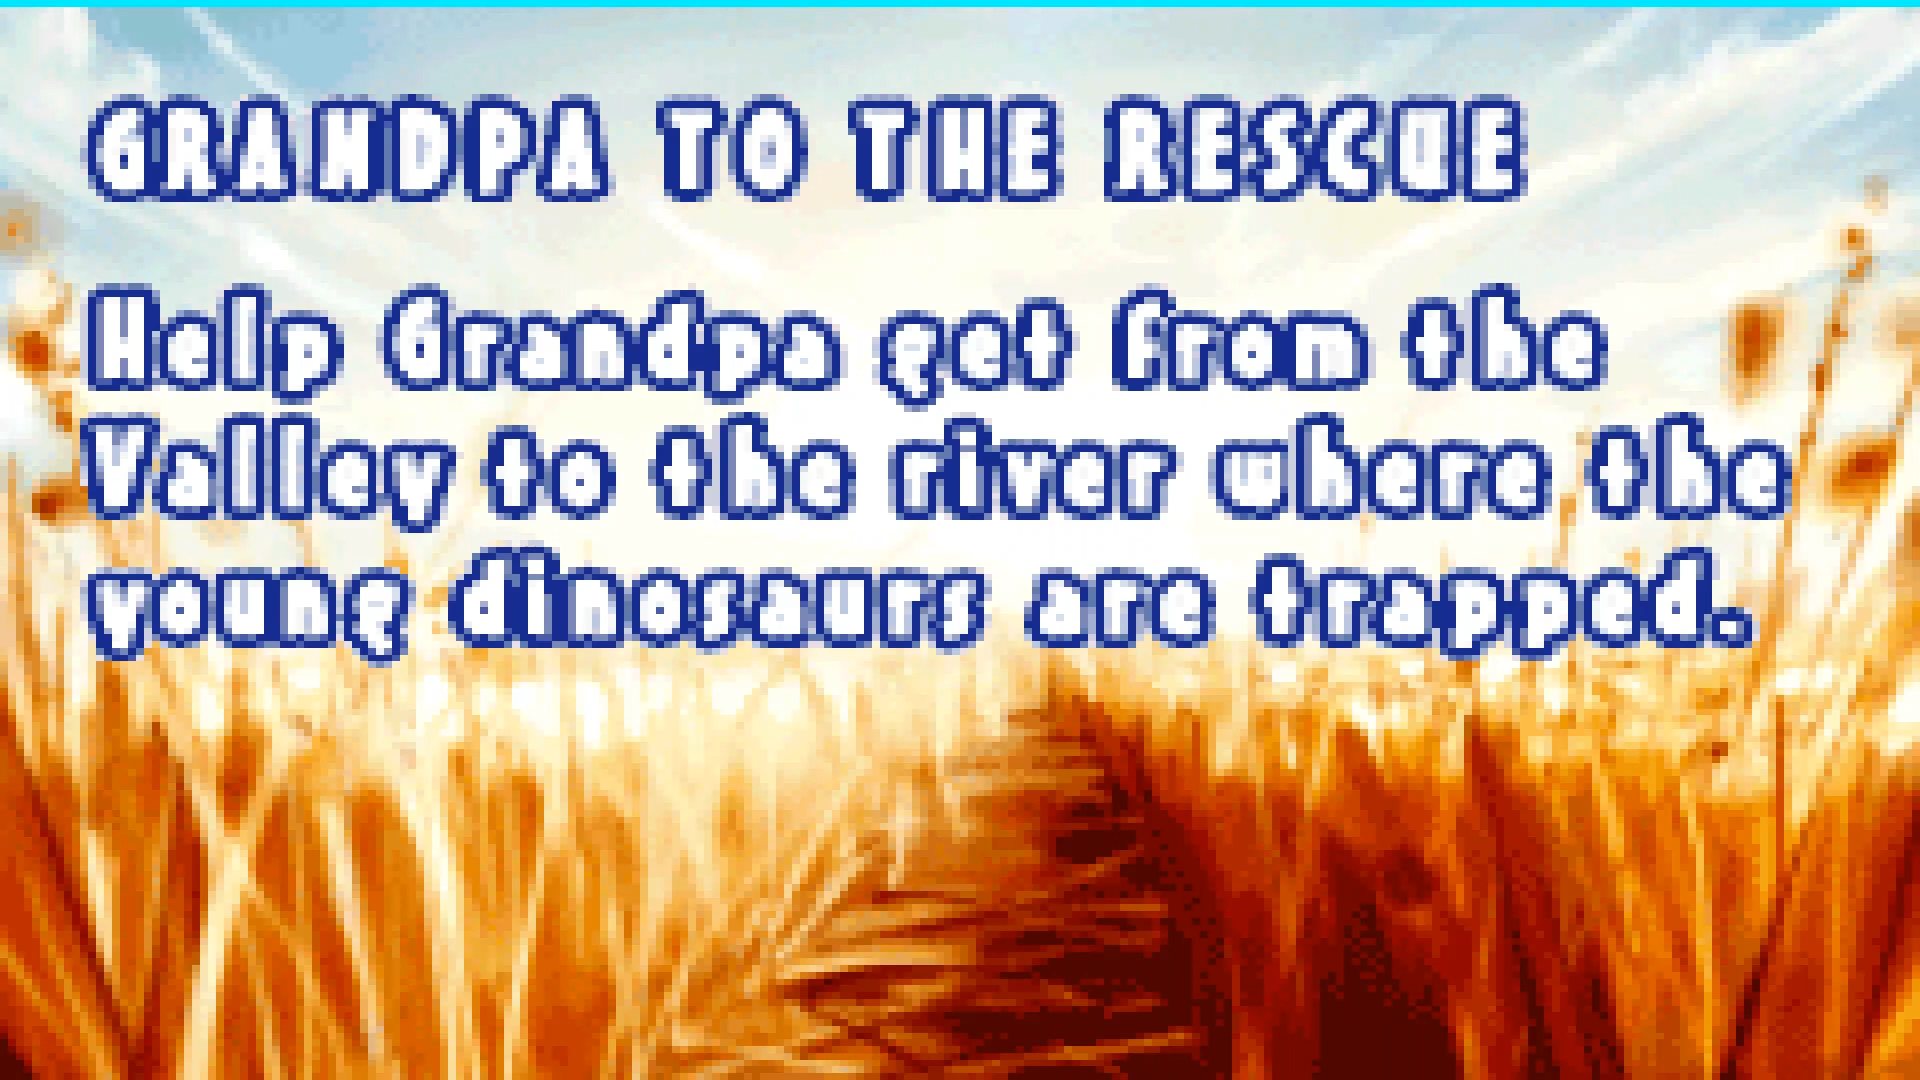 GRANDPA TO THE RESCUE
Help Grandpa get from the
Valley to the river where the
young dinosaurs are trapped.